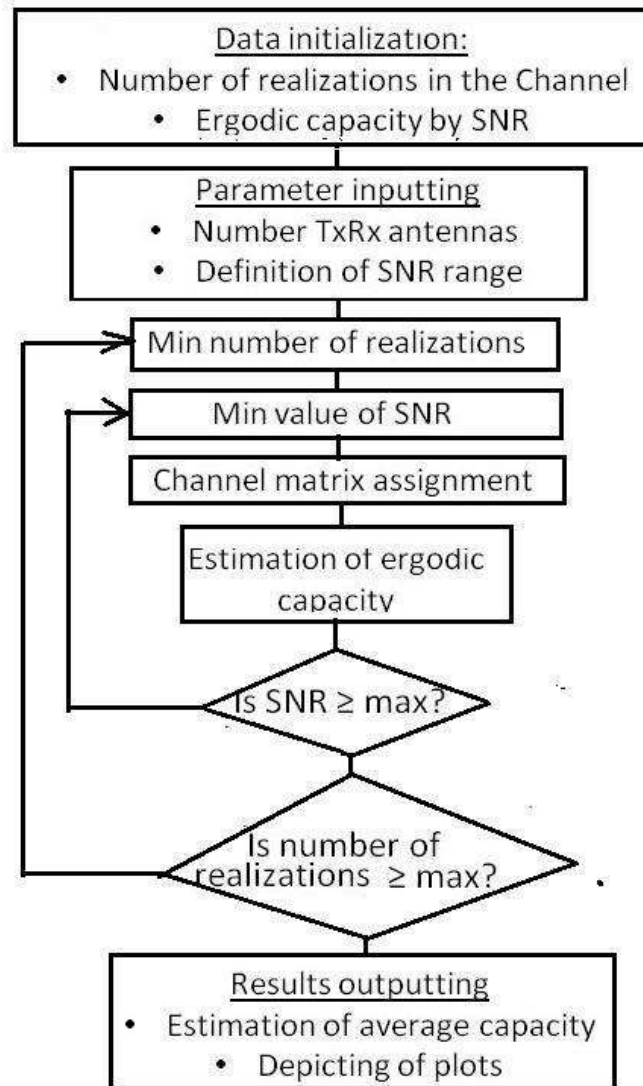 Data initialization:
• Number of realizations in the Channel
• Ergodic capacity by SNR
Parameter inputting
• Number TxRx antennas
• Definition of SNR range
Min number of realizations
Min value of SNR
Channel matrix assignment
Estimation of ergodic
capacity
Is SNR ≥ max?
Is number of
realizations ≥ max?
Results outputting
• Estimation of average capacity
• Depicting of plots